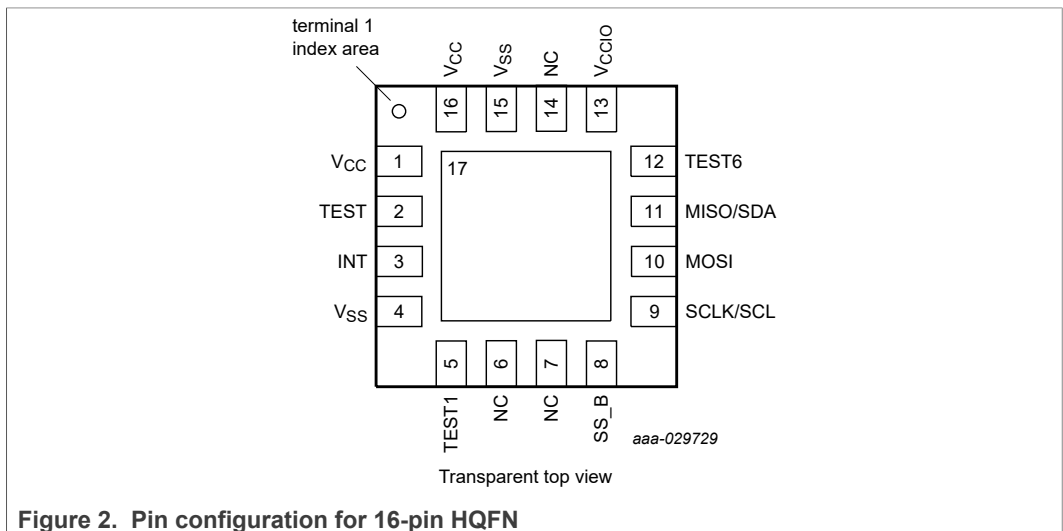 terminal 1
index area
VCC
VSS
NC
VCCIO
16
15
14
13
VCC 1
17
12 TEST6
TEST 2
11 MISO/SDA
INT 3
10 MOSI
VSS 4
9 SCLK/SCL
5
6
7
8
TEST1
NC
NC
SS_B
aaa-029729
Transparent top view
Figure 2. Pin configuration for 16-pin HQFN